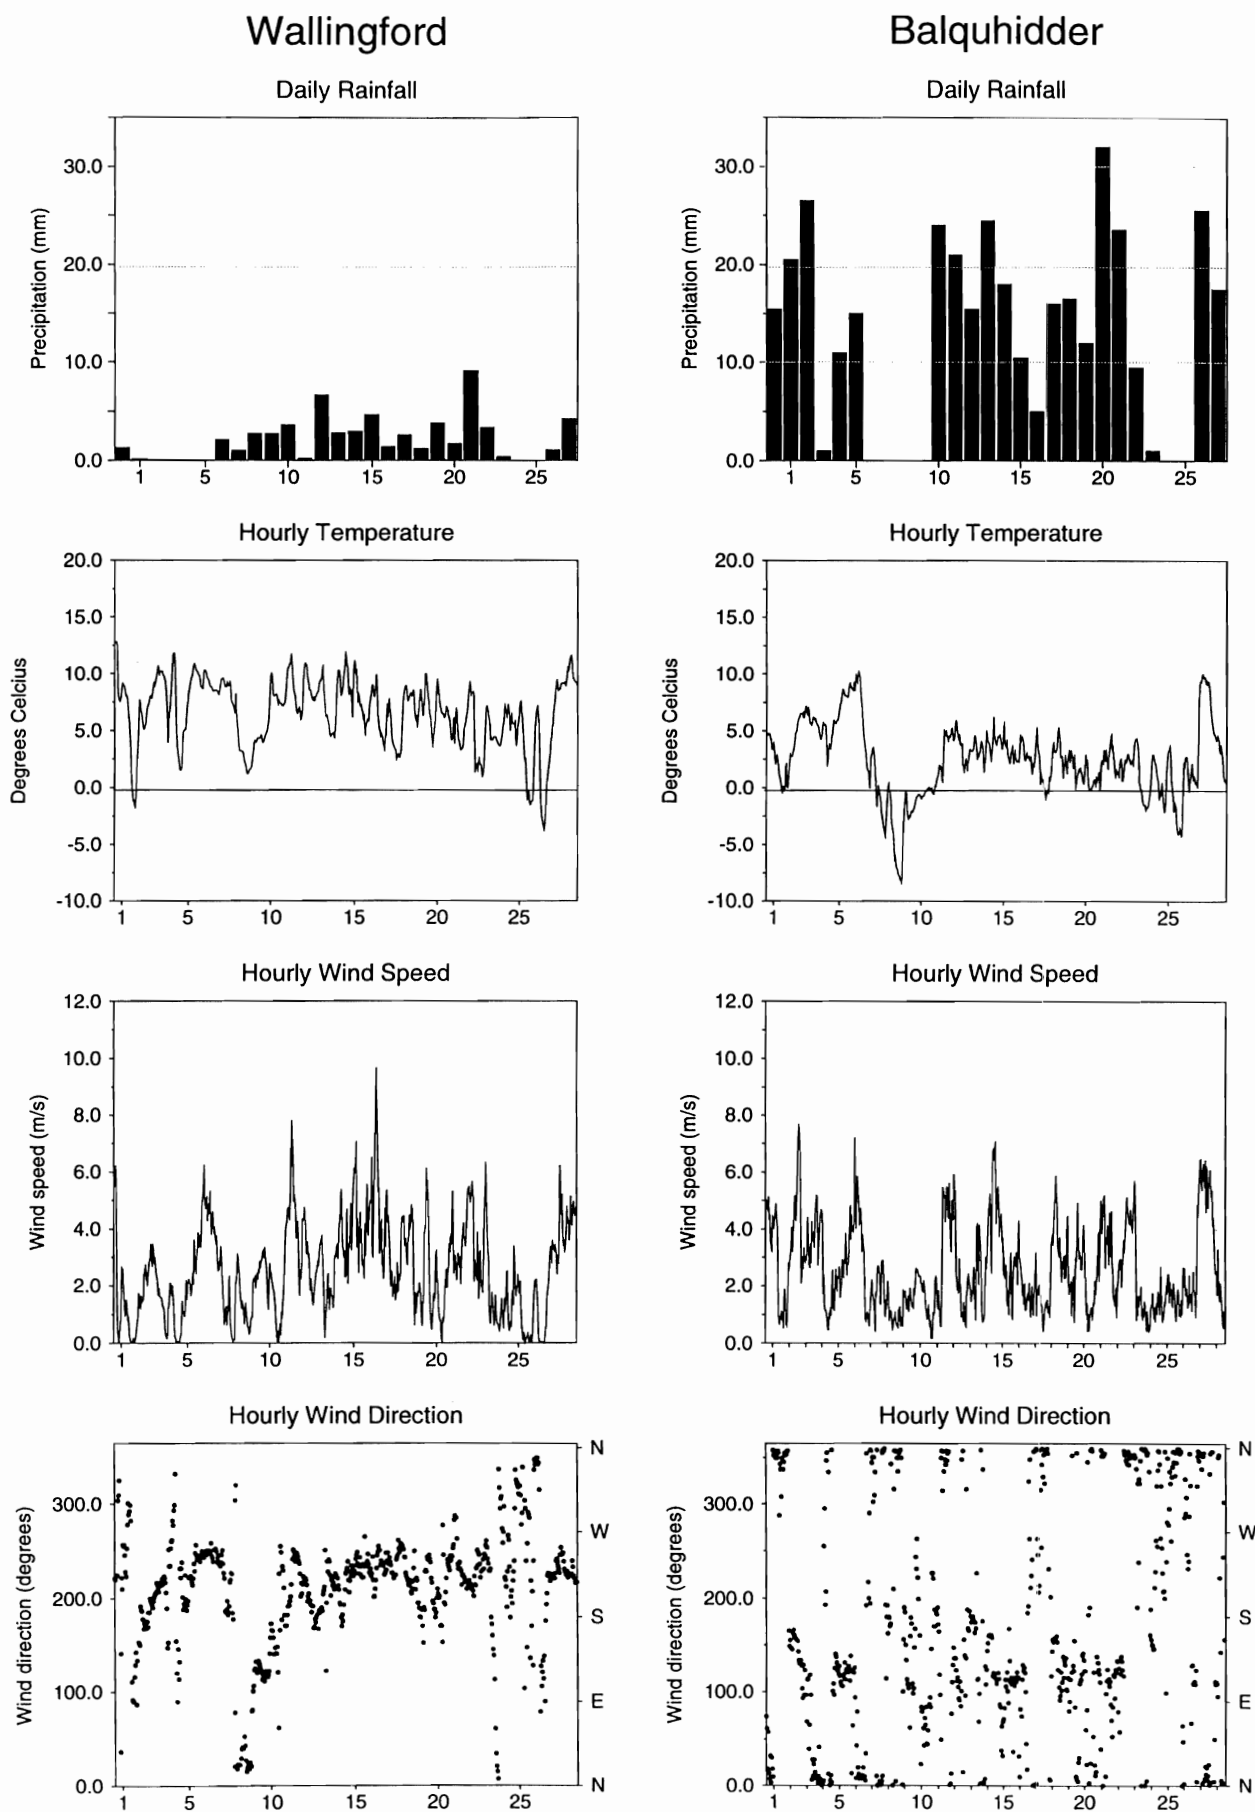 Wallingford Balquhidder
Daily Rainfall Daily Rainfall
Precipitation (mm) Precipitation (mm)
30.0 30.0
20.0 20.0
10.0 10.0
0.0 0.0
1 5 10 15 20 25 1 5 10 15 20 25
Hourly Temperature Hourly Temperature
Degrees Celcius Degrees Celcius
20.0 20.0
15.0 15.0
10.0 10.0
5.0 5.0
0.0 0.0
-5.0 -5.0
-10.0 -10.0
1 5 10 15 20 25 1 5 10 15 20 25
Hourly Wind Speed Hourly Wind Speed
Wind speed (m/s) Wind speed (m/s)
12.0 12.0
10.0 10.0
8.0 8.0
6.0 6.0
4.0 4.0
2.0 2.0
0.0 0.0
1 5 10 15 20 25 1 5 10 15 20 25
Hourly Wind Direction Hourly Wind Direction
Wind direction (degrees) Wind direction (degrees)
N N
300.0 300.0
W W
200.0 200.0
S S
100.0 100.0
E E
0.0 N 0.0 N
1 5 10 15 20 25 1 5 10 15 20 25